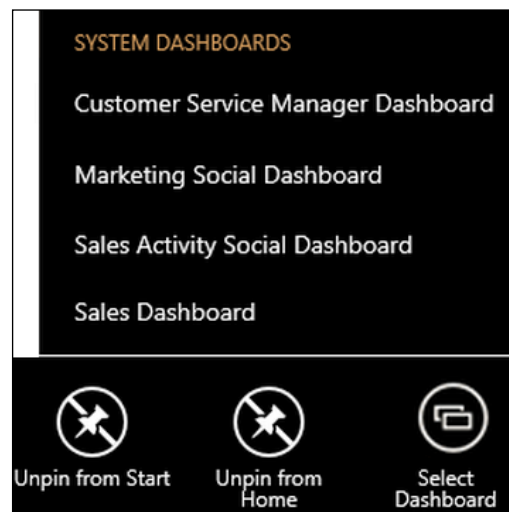 SYSTEM DASHBOARDS
Customer Service Manager Dashboard
Marketing Social Dashboard
Sales Activity Social Dashboard
Sales Dashboard
Unpin from Start
Unpin from
Home
Select
Dashboard